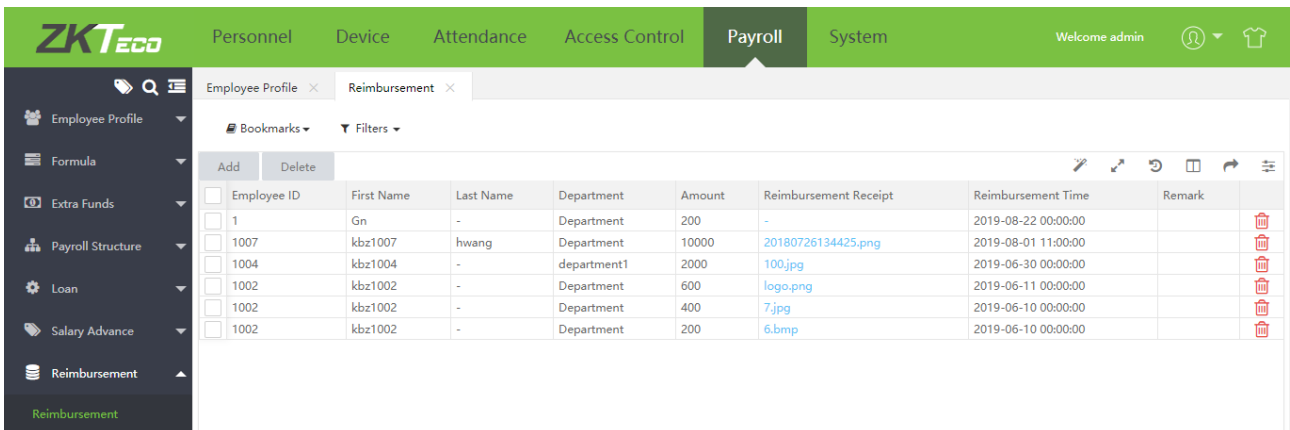 ZKTECO Personnel Device Attendance Access Control Payroll System Welcome admin
Employee Profile × Reimbursement ×
Employee Profile
Bookmarks Filters
Formula
Add Delete
Employee ID First Name Last Name Department Amount Reimbursement Receipt Reimbursement Time Remark
Extra Funds
1 Gn - Department 200 - 2019-08-22 00:00:00
Payroll Structure
1007 kbz1007 hwang Department 10000 20180726134425.png 2019-08-01 11:00:00
1004 kbz1004 - department1 2000 100.jpg 2019-06-30 00:00:00
Loan
1002 kbz1002 - Department 600 logo.png 2019-06-11 00:00:00
1002 kbz1002 - Department 400 7.jpg 2019-06-10 00:00:00
Salary Advance
1002 kbz1002 - Department 200 6.bmp 2019-06-10 00:00:00
Reimbursement
Reimbursement